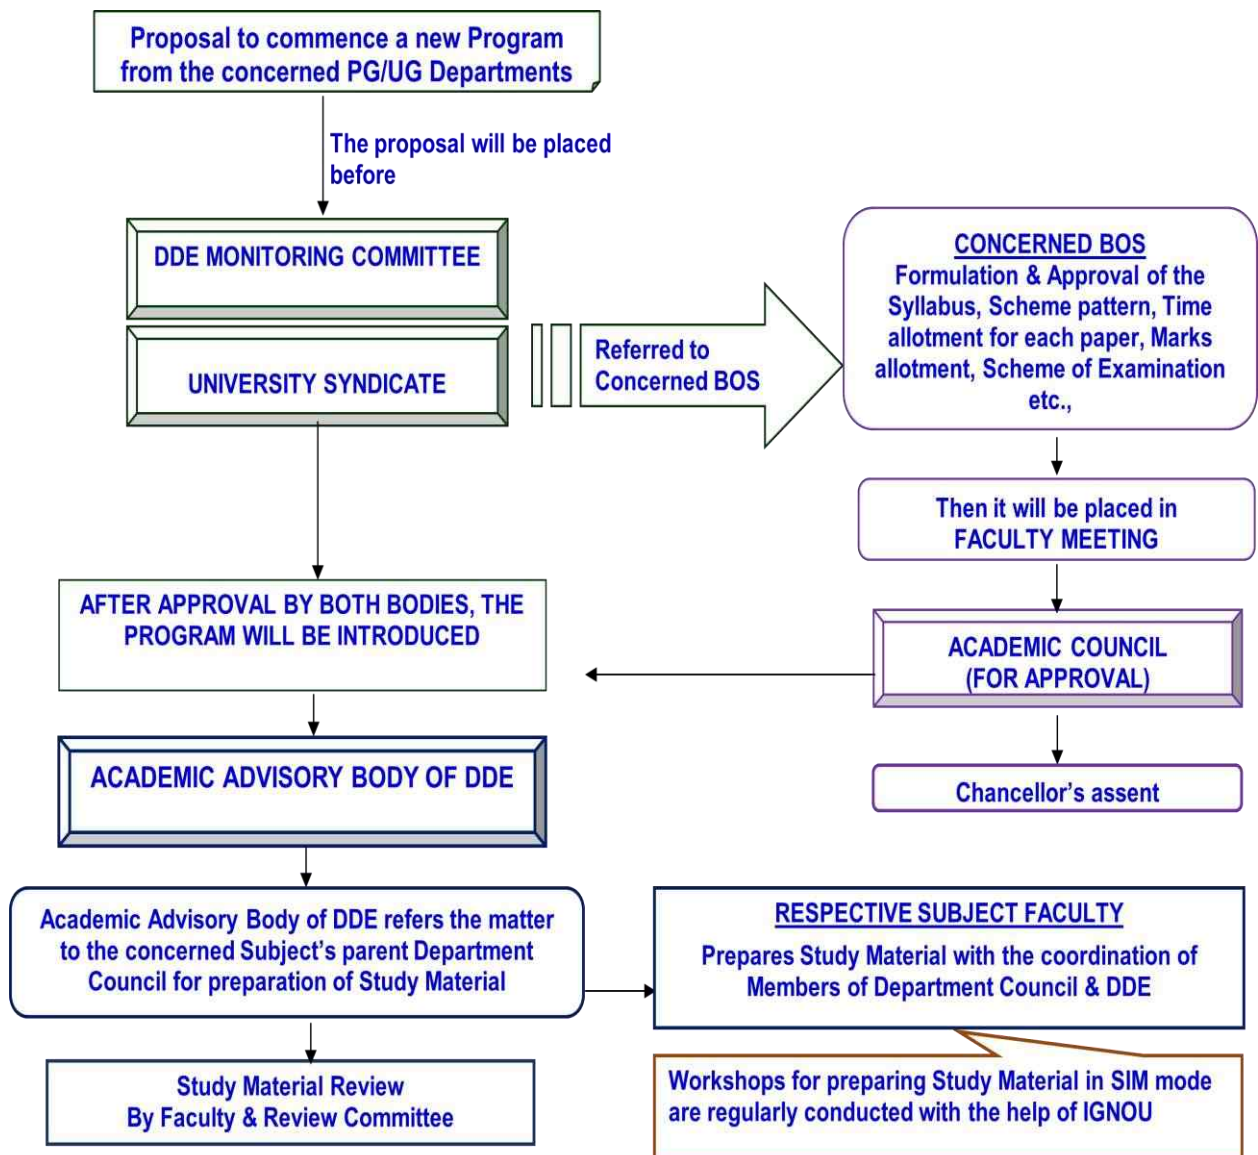 Proposal to commence a new Program
from the concerned PG/UG Departments
The proposal will be placed
before
DDE MONITORING COMMITTEE
UNIVERSITY SYNDICATE
Referred to
Concerned BOS
CONCERNED BOS
Formulation & Approval of the
Syllabus, Scheme pattern, Time
allotment for each paper, Marks
allotment, Scheme of Examination
etc.,
Then it will be placed in
FACULTY MEETING
ACADEMIC COUNCIL
(FOR APPROVAL)
Chancellor's assent
AFTER APPROVAL BY BOTH BODIES, THE
PROGRAM WILL BE INTRODUCED
ACADEMIC ADVISORY BODY OF DDE
Academic Advisory Body of DDE refers the matter
to the concerned Subject's parent Department
Council for preparation of Study Material
RESPECTIVE SUBJECT FACULTY
Prepares Study Material with the coordination of
Members of Department Council & DDE
Study Material Review
By Faculty & Review Committee
Workshops for preparing Study Material in SIM mode
are regularly conducted with the help of IGNOU